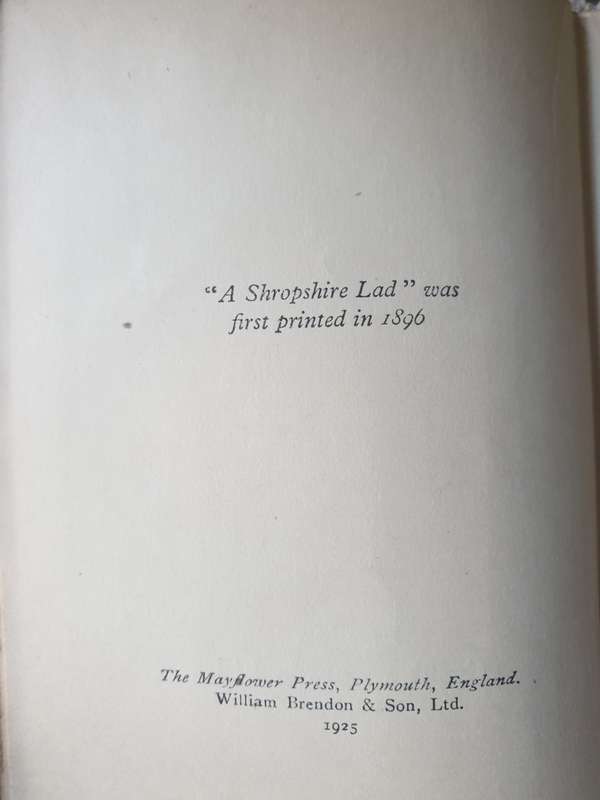 “A Shropshire Lad” was
first printed in 1896
The Mayflower Press, Plymouth, England.
William Brendon & Son, Ltd.
1925